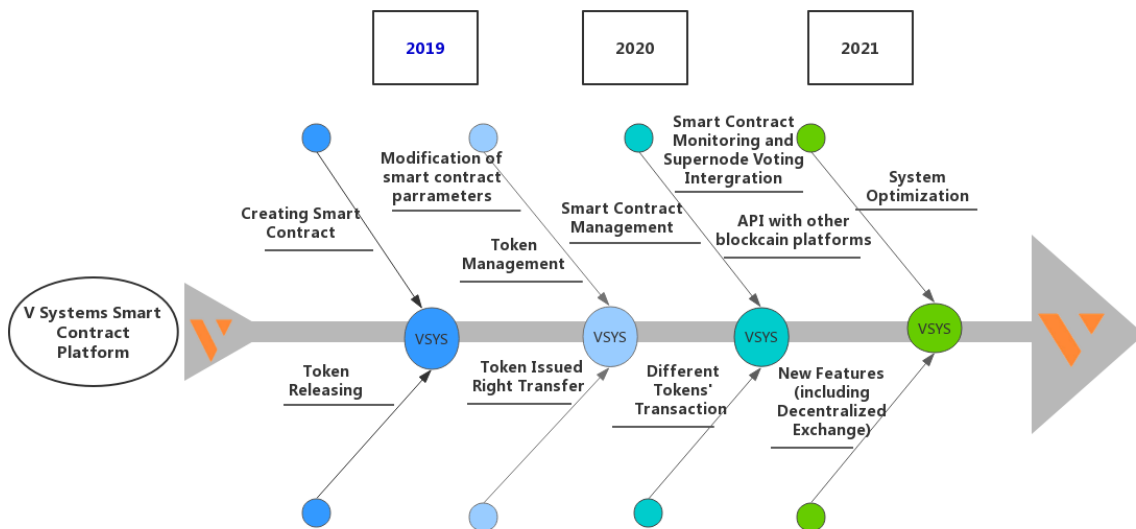 2019
2020
2021
Smart Contract
Monitoring and
Supernode Voting
Intergration
Modification of
smart contract
parrameters
System
Optimization
Creating Smart
Contract
Smart Contract
Management
API with other
blockcain platforms
Token
Management
V Systems Smart
Contract
Platform
VSYS
VSYS
VSYS
VSYS
Token
Releasing
Token Issued
Right Transfer
Different
Tokens'
Transaction
New Features
(including
Decentralized
Exchange)